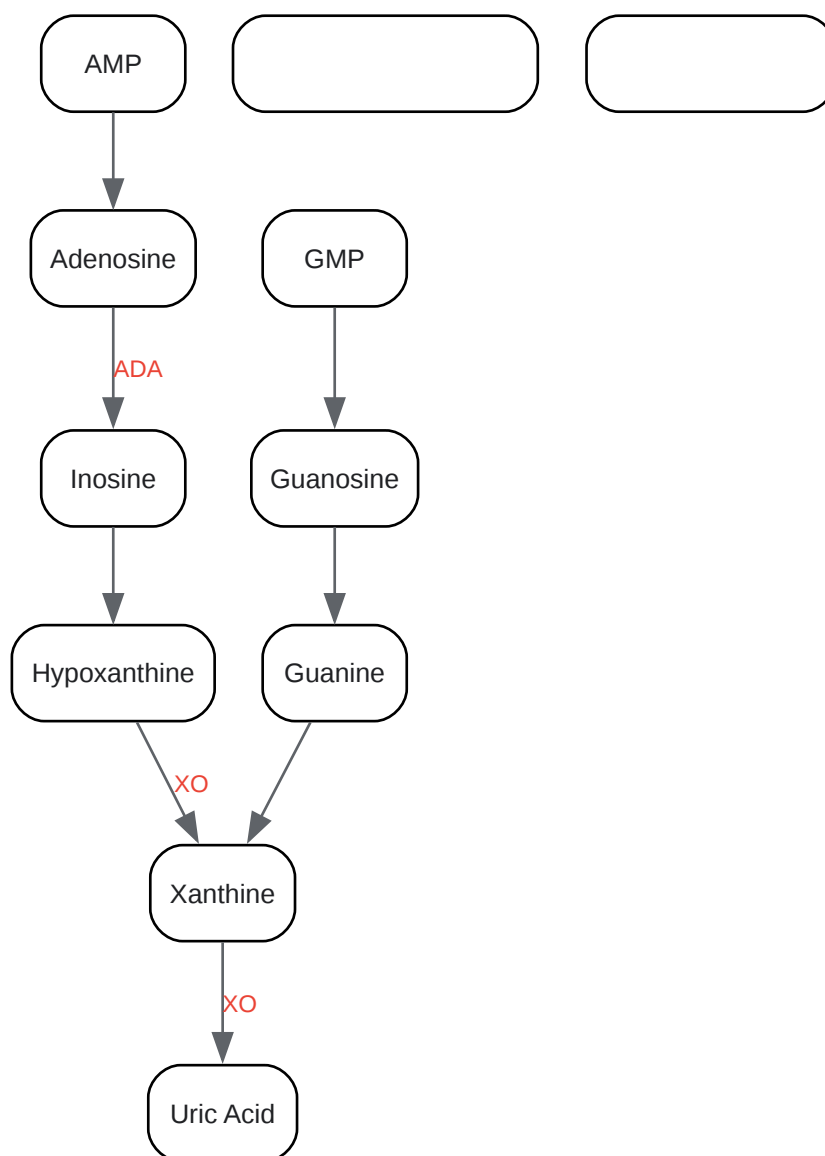 AMP
Adenosine
GMP
ADA
Inosine
Guanosine
Hypoxanthine
Guanine
XO
Xanthine
XO
Uric Acid